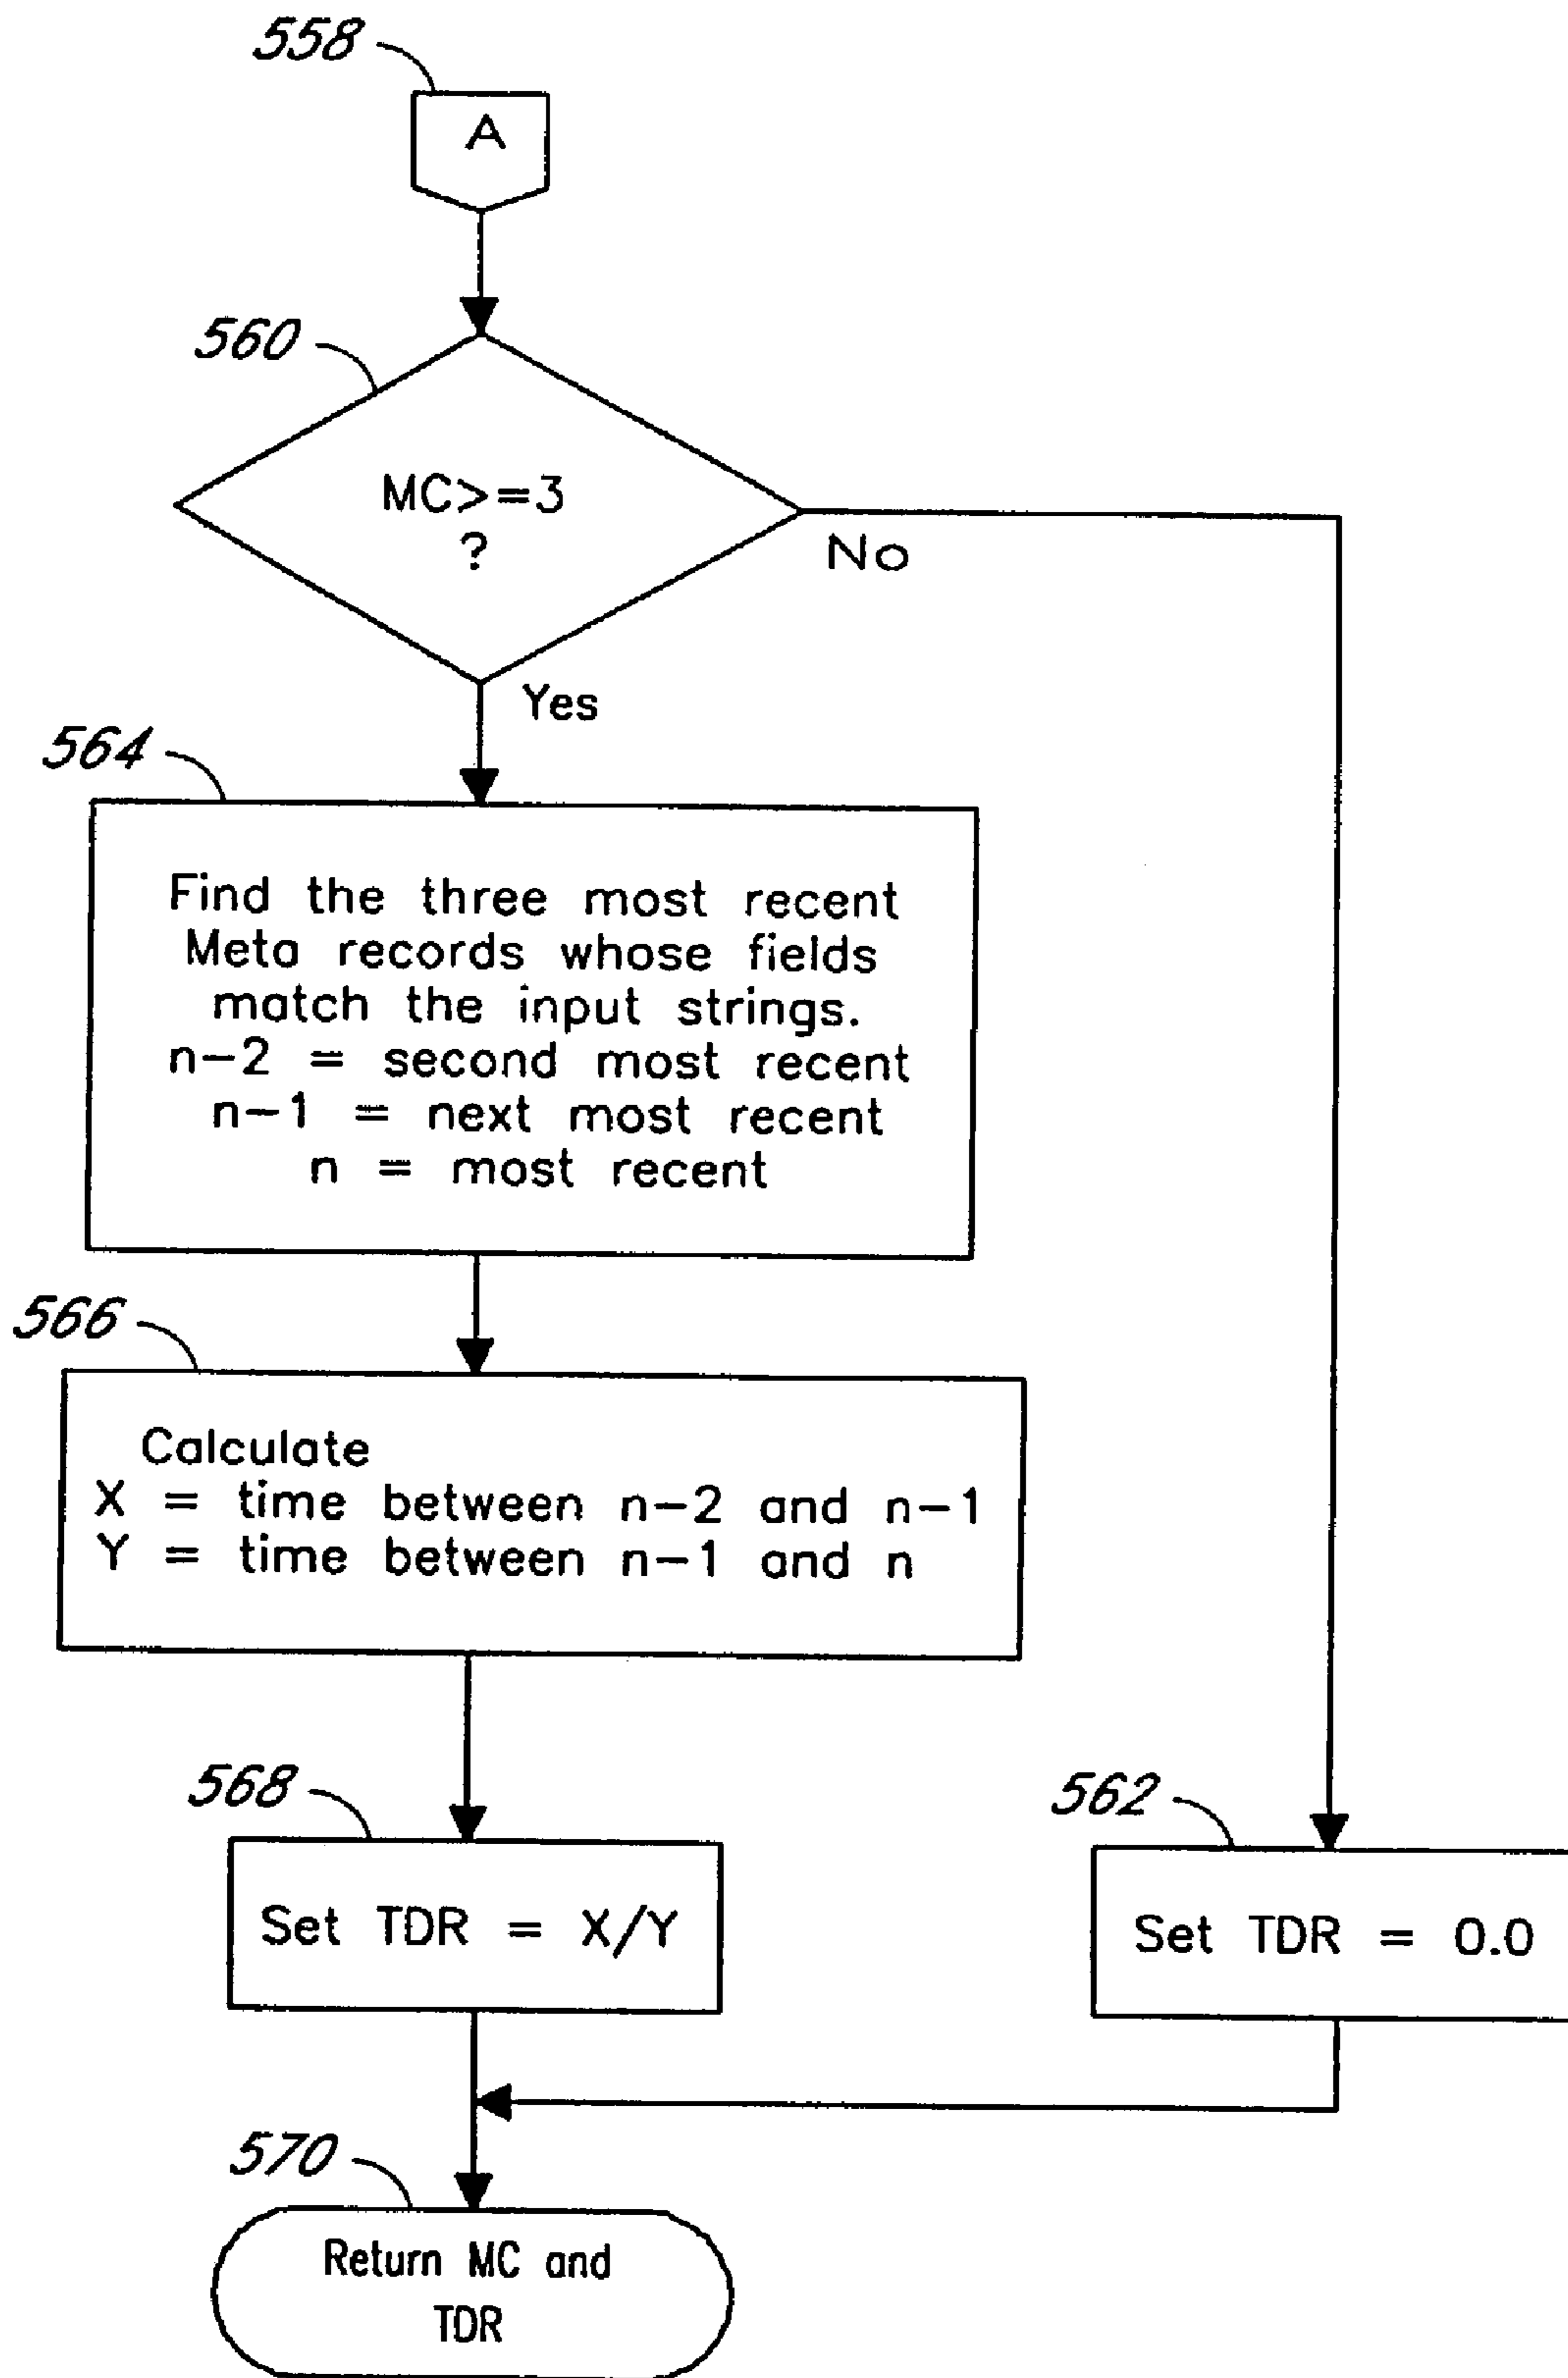 558
A
560
MC>=3
?
No
Yes
564
Find the three most recent
Meta records whose fields
match the input strings.
n-2 = second most recent
n-1 = next most recent
n = most recent
566
Calculate
X = time between n-2 and n-1
Y = time between n-1 and n
568
Set TDR = X/Y
562
Set TDR = 0.0
570
Return MC and
TDR